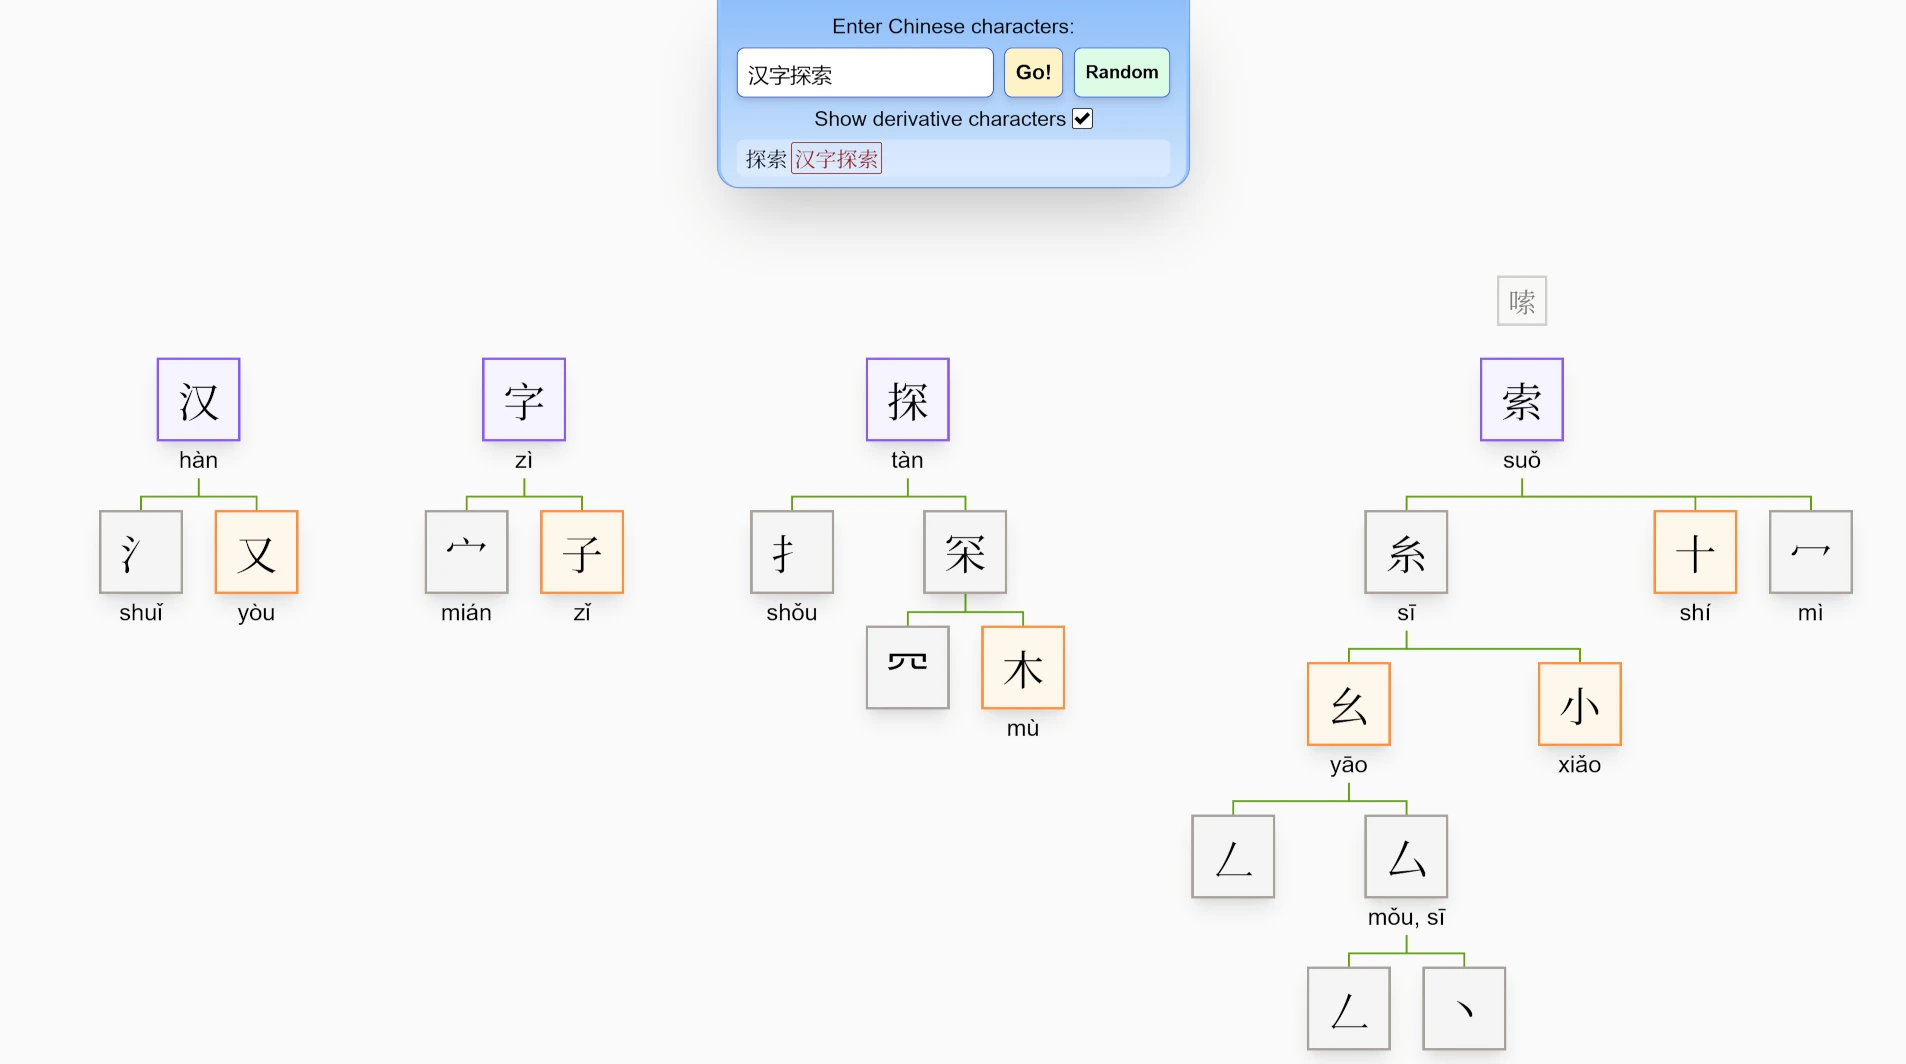 Enter Chinese characters:
汉字探索 Go! Random
Show derivative characters
探索 汉字探索
嗦
汉 字 探 索
hàn zì tàn suǒ
氵 又 宀 子 扌 罙 糸 十 冖
shuǐ yòu mián zǐ shǒu sī shí mì
罒 木 幺 小
mù
yāo xiǎo
𠃋 厶
mǒu, sī
𠃋 丶